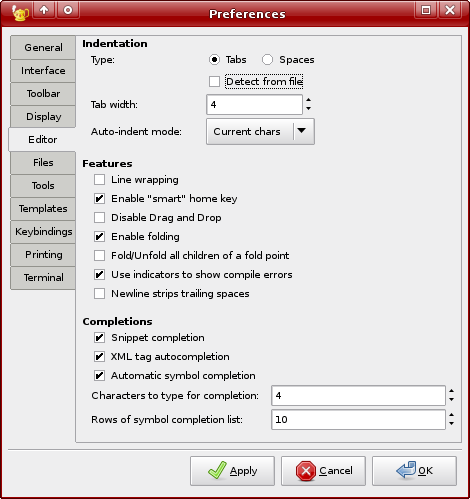 Preferences
General
Interface
Toolbar
Display
Editor
Files
Tools
Templates
Keybindings
Printing
Terminal
Indentation
Type: Tabs Spaces
Detect from file
Tab width: 4
Auto-indent mode: Current chars
Features
Line wrapping
Enable "smart" home key
Disable Drag and Drop
Enable folding
Fold/Unfold all children of a fold point
Use indicators to show compile errors
Newline strips trailing spaces
Completions
Snippet completion
XML tag autocompletion
Automatic symbol completion
Characters to type for completion: 4
Rows of symbol completion list: 10
Apply Cancel OK